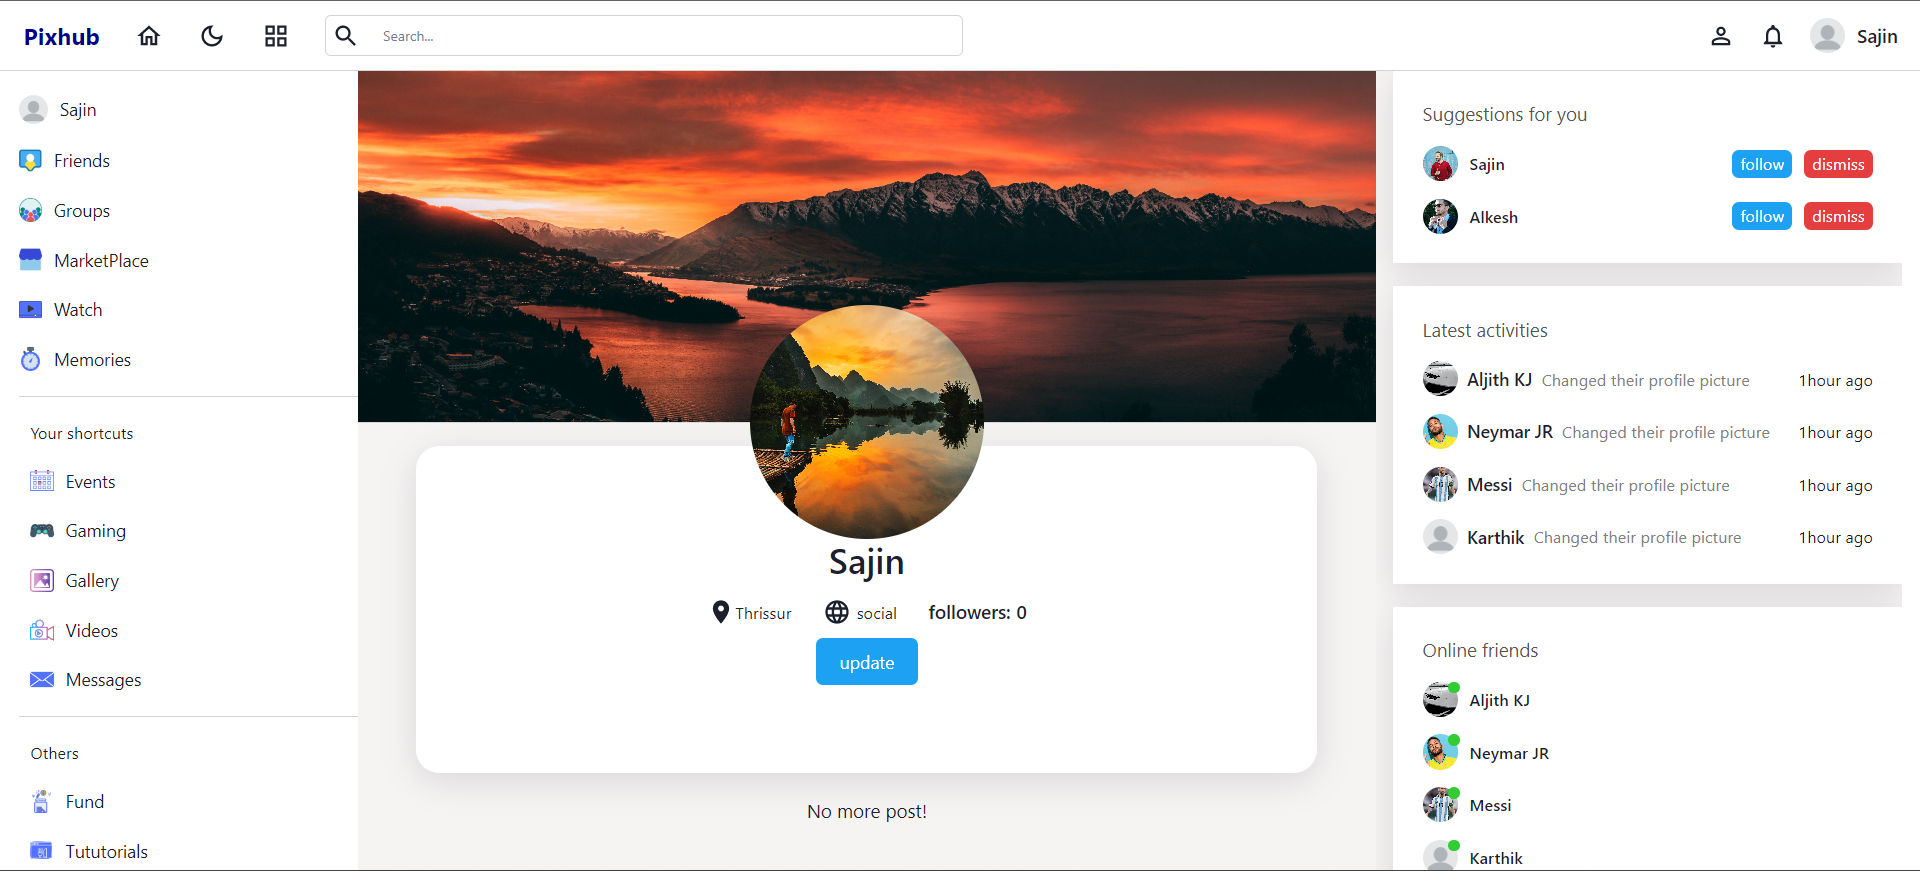 Pixhub
Search...
Sajin
Sajin
Friends
Groups
MarketPlace
Watch
Memories
Your shortcuts
Events
Gaming
Gallery
Videos
Messages
Others
Fund
Tututorials
Sajin
Thrissur social followers: 0
update
No more post!
Suggestions for you
Sajin follow dismiss
Alkesh follow dismiss
Latest activities
Aljith KJ Changed their profile picture 1hour ago
Neymar JR Changed their profile picture 1hour ago
Messi Changed their profile picture 1hour ago
Karthik Changed their profile picture 1hour ago
Online friends
Aljith KJ
Neymar JR
Messi
Karthik